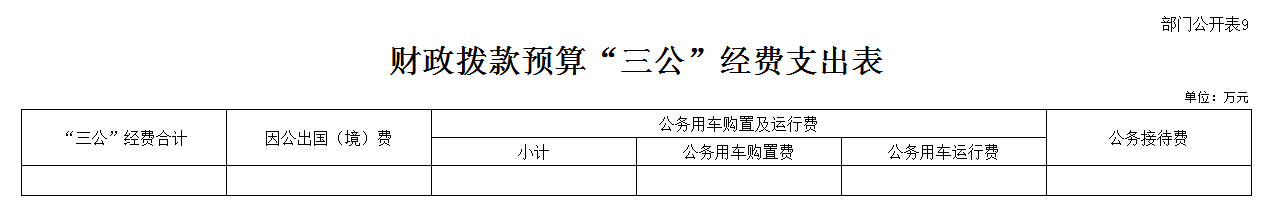 部门公开表9
财政拨款预算“三公”经费支出表
单位：万元
“三公”经费合计 因公出国（境）费 公务用车购置及运行费 公务接待费
小计 公务用车购置费 公务用车运行费